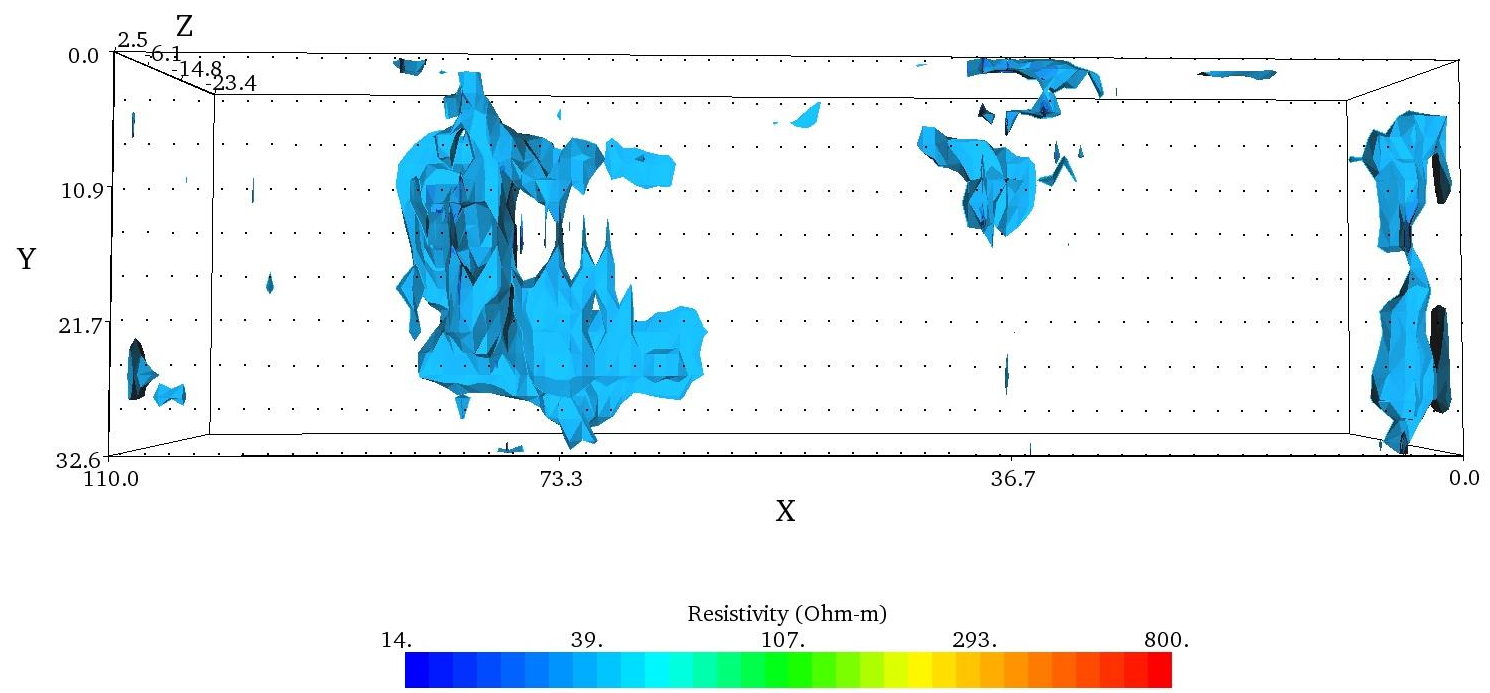 Z
2.5
-6.1
-14.8
-23.4
0.0
10.9
Y
21.7
32.6
110.0 73.3 36.7 0.0
X
Resistivity (Ohm-m)
14. 39. 107. 293. 800.